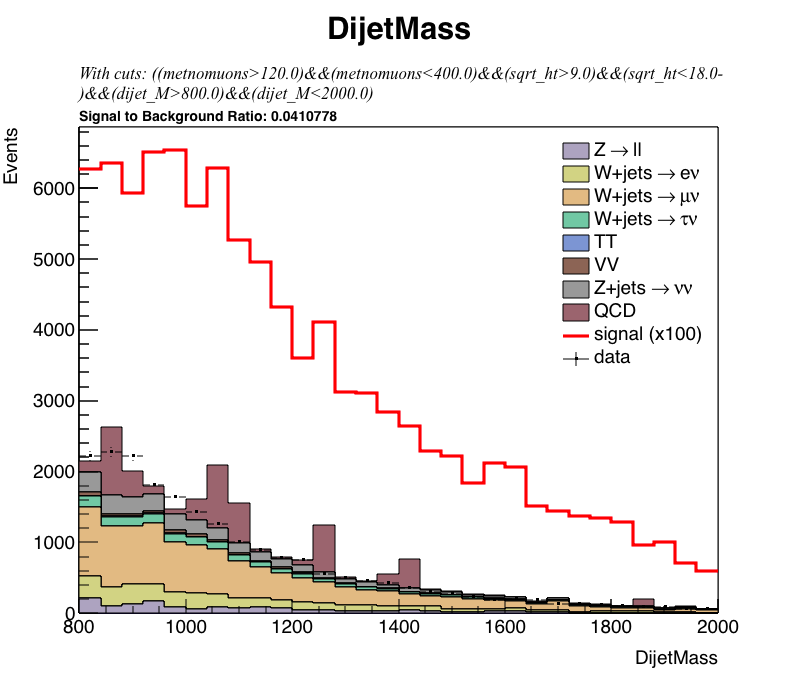 DijetMass
With cuts: ((metnomuons>120.0)&&(metnomuons<400.0)&&(sqrt_ht>9.0)&&(sqrt_ht<18.0-
)&&(dijet_M>800.0)&&(dijet_M<2000.0)
Signal to Background Ratio: 0.0410778
Events
Z → ll
W+jets → eν
W+jets → μν
W+jets → τν
TT
VV
Z+jets → νν
QCD
signal (x100)
data
6000
5000
4000
3000
2000
1000
0
800 1000 1200 1400 1600 1800 2000
DijetMass